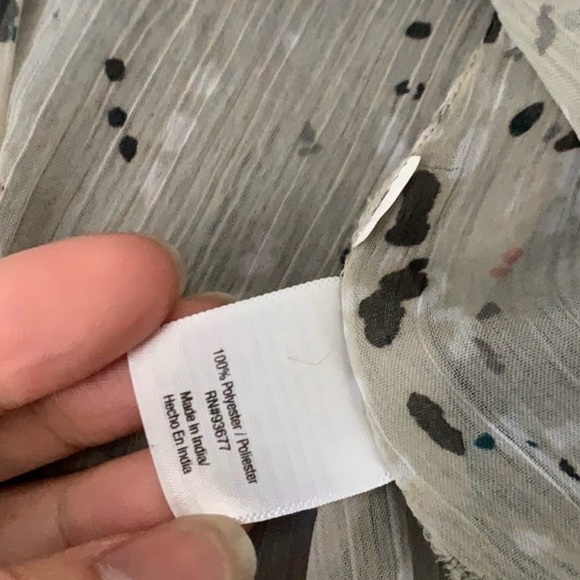 100% Polyester / Poliester
RN#93677
Made In India/
Hecho En India